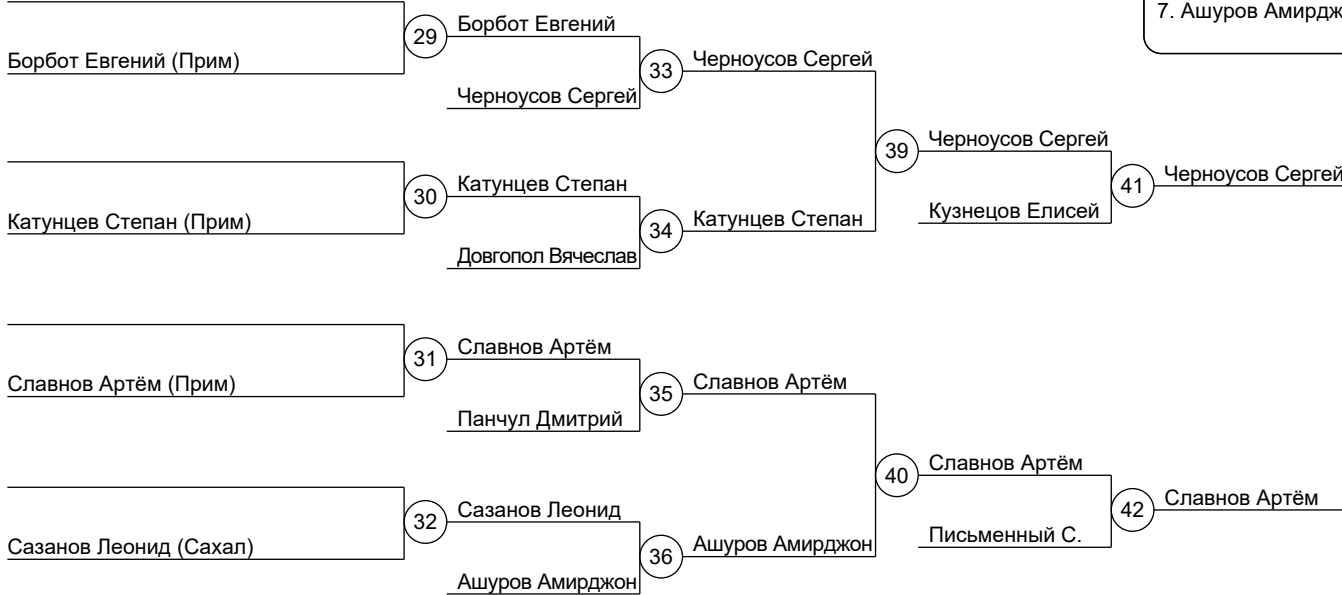 7. Ашуров Амирдж
29
Борбот Евгений
Борбот Евгений (Прим)
33
Черноусов Сергей
Черноусов Сергей
39
Черноусов Сергей
30
Катунцев Степан
41
Черноусов Сергей
Катунцев Степан (Прим)
34
Катунцев Степан
Кузнецов Елисей
Довгопол Вячеслав
31
Славнов Артём
Славнов Артём (Прим)
35
Славнов Артём
Панчул Дмитрий
40
Славнов Артём
32
Сазанов Леонид
42
Славнов Артём
Сазанов Леонид (Сахал)
36
Ашуров Амирджон
Письменный С.
Ашуров Амирджон